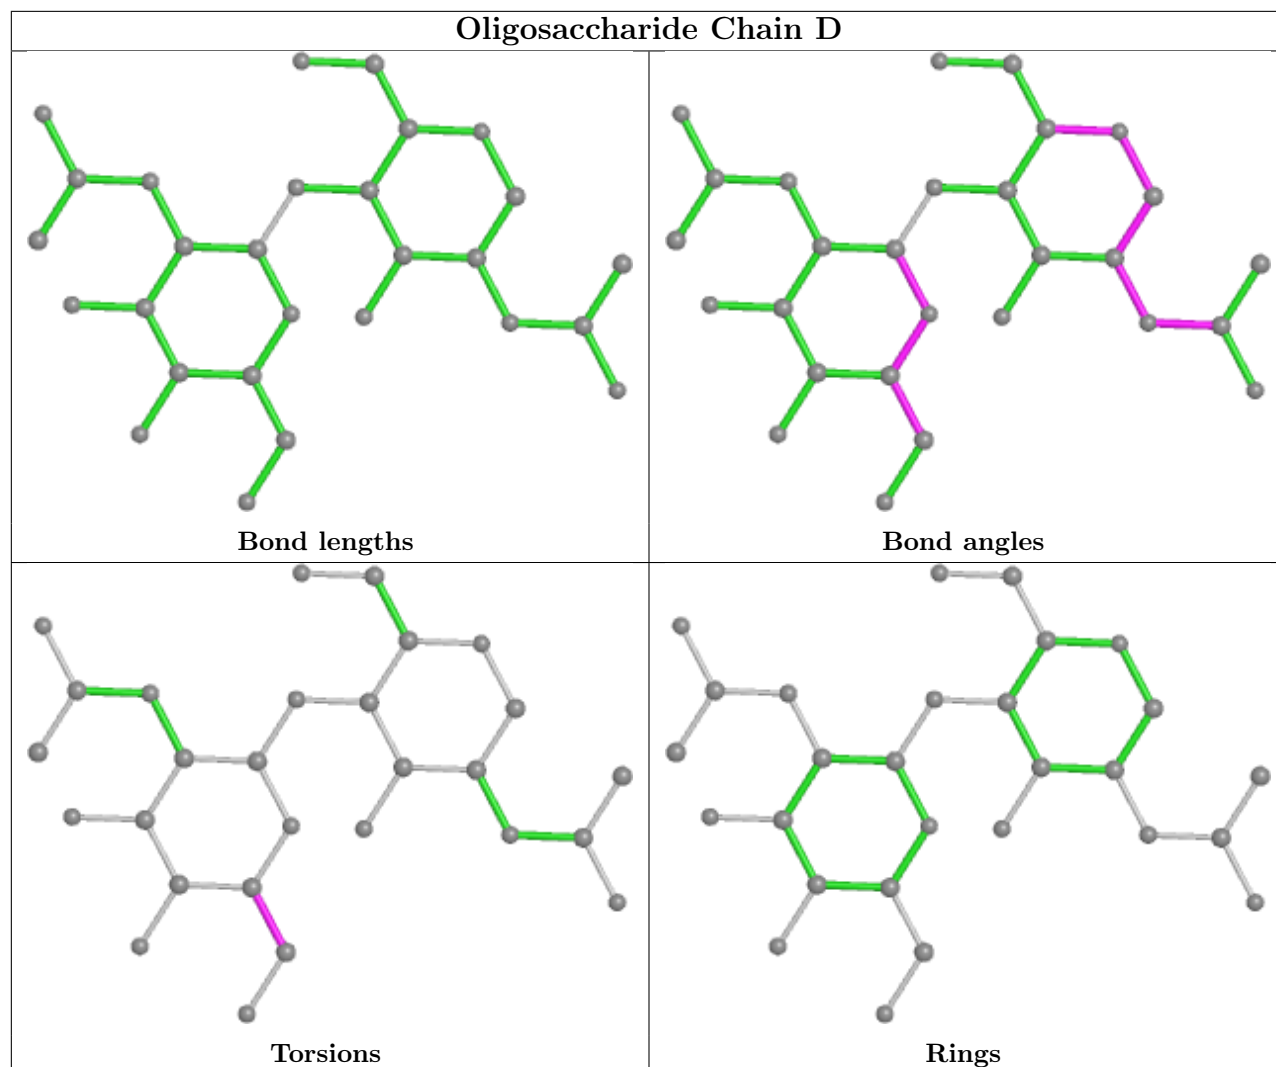 Oligosaccharide Chain D
Bond lengths
Bond angles
Torsions
Rings